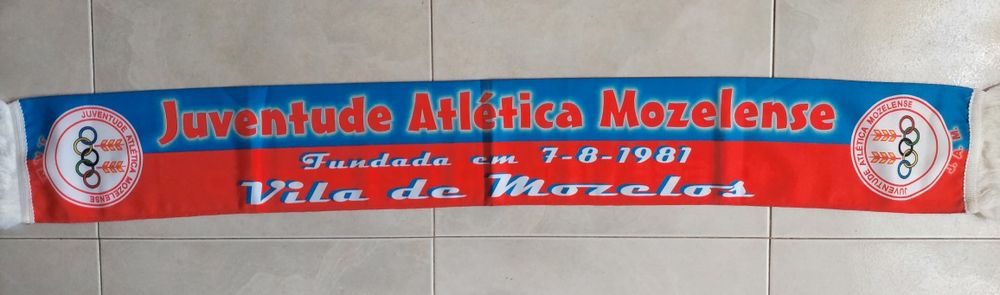 Juventude Atlética Mozelense
Fundada em 7-8-1981
Vila de Mozelos
JUVENTUDE ATLÉTICA MOZELENSE
J.A.M.
JUVENTUDE ATLÉTICA MOZELENSE
J.A.M.